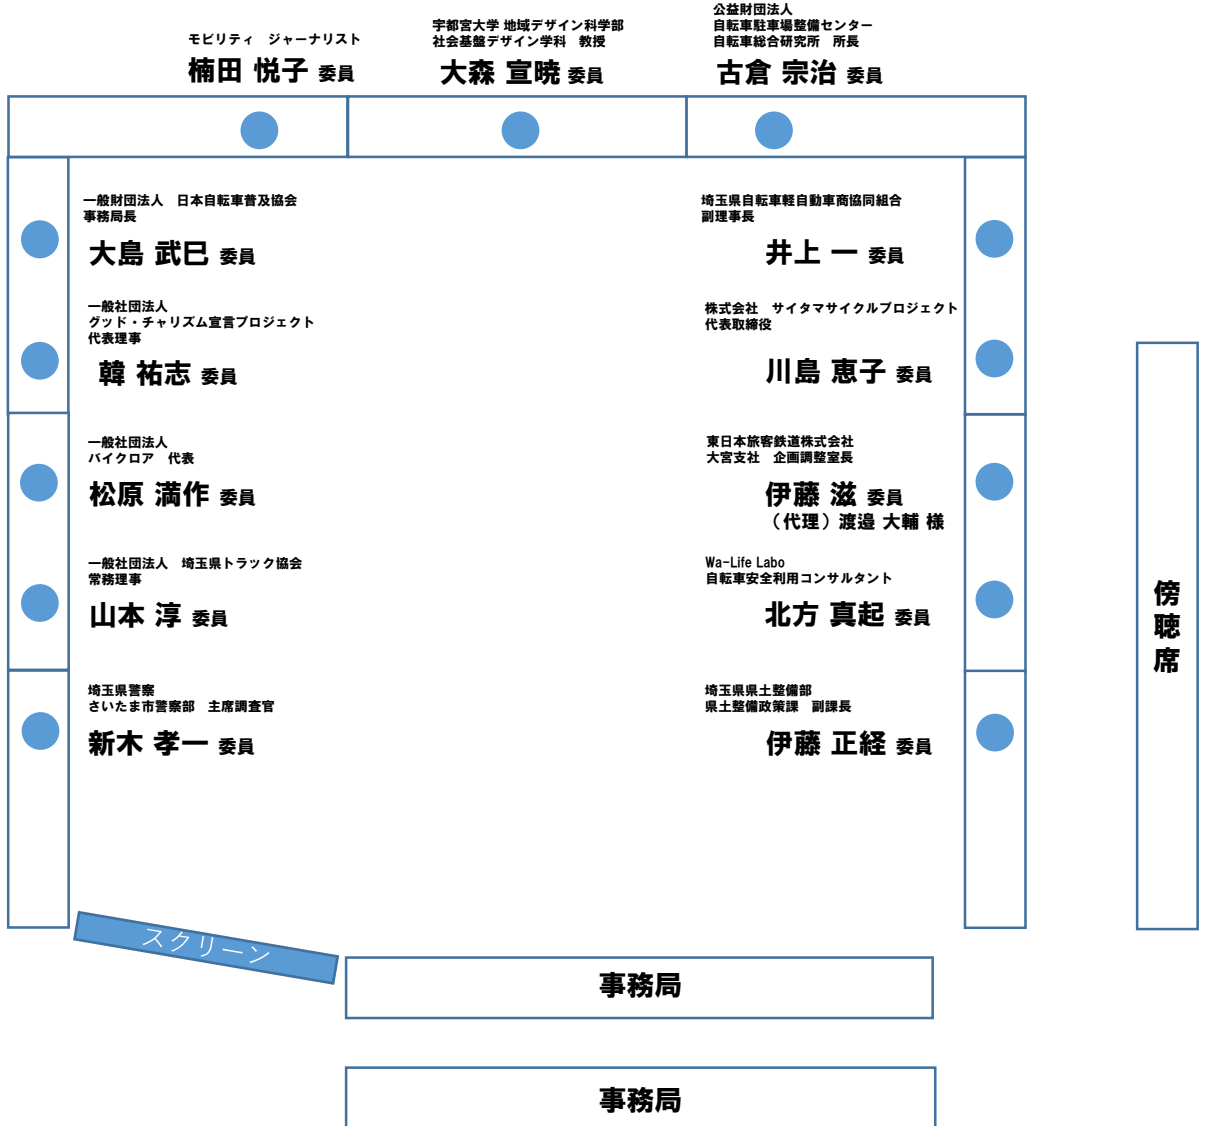 モビリティ　ジャーナリスト
楠田 悦子 委員
宇都宮大学 地域デザイン科学部
社会基盤デザイン学科　教授
大森 宣暁 委員
公益財団法人
自転車駐車場整備センター
自転車総合研究所　所長
古倉 宗治 委員
一般財団法人　日本自転車普及協会
事務局長
大島 武巳 委員
一般社団法人
グッド・チャリズム宣言プロジェクト
代表理事
韓 祐志 委員
一般社団法人
バイクロア　代表
松原 満作 委員
一般社団法人　埼玉県トラック協会
常務理事
山本 淳 委員
埼玉県警察
さいたま市警察部　主席調査官
新木 孝一 委員
埼玉県自転車軽自動車商協同組合
副理事長
井上 一 委員
株式会社　サイタマサイクルプロジェクト
代表取締役
川島 恵子 委員
東日本旅客鉄道株式会社
大宮支社　企画調整室長
伊藤 滋 委員
（代理）渡邉 大輔 様
Wa-Life Labo
自転車安全利用コンサルタント
北方 真起 委員
埼玉県県土整備部
県土整備政策課　副課長
伊藤 正経 委員
傍聴席
スクリーン
事務局
事務局